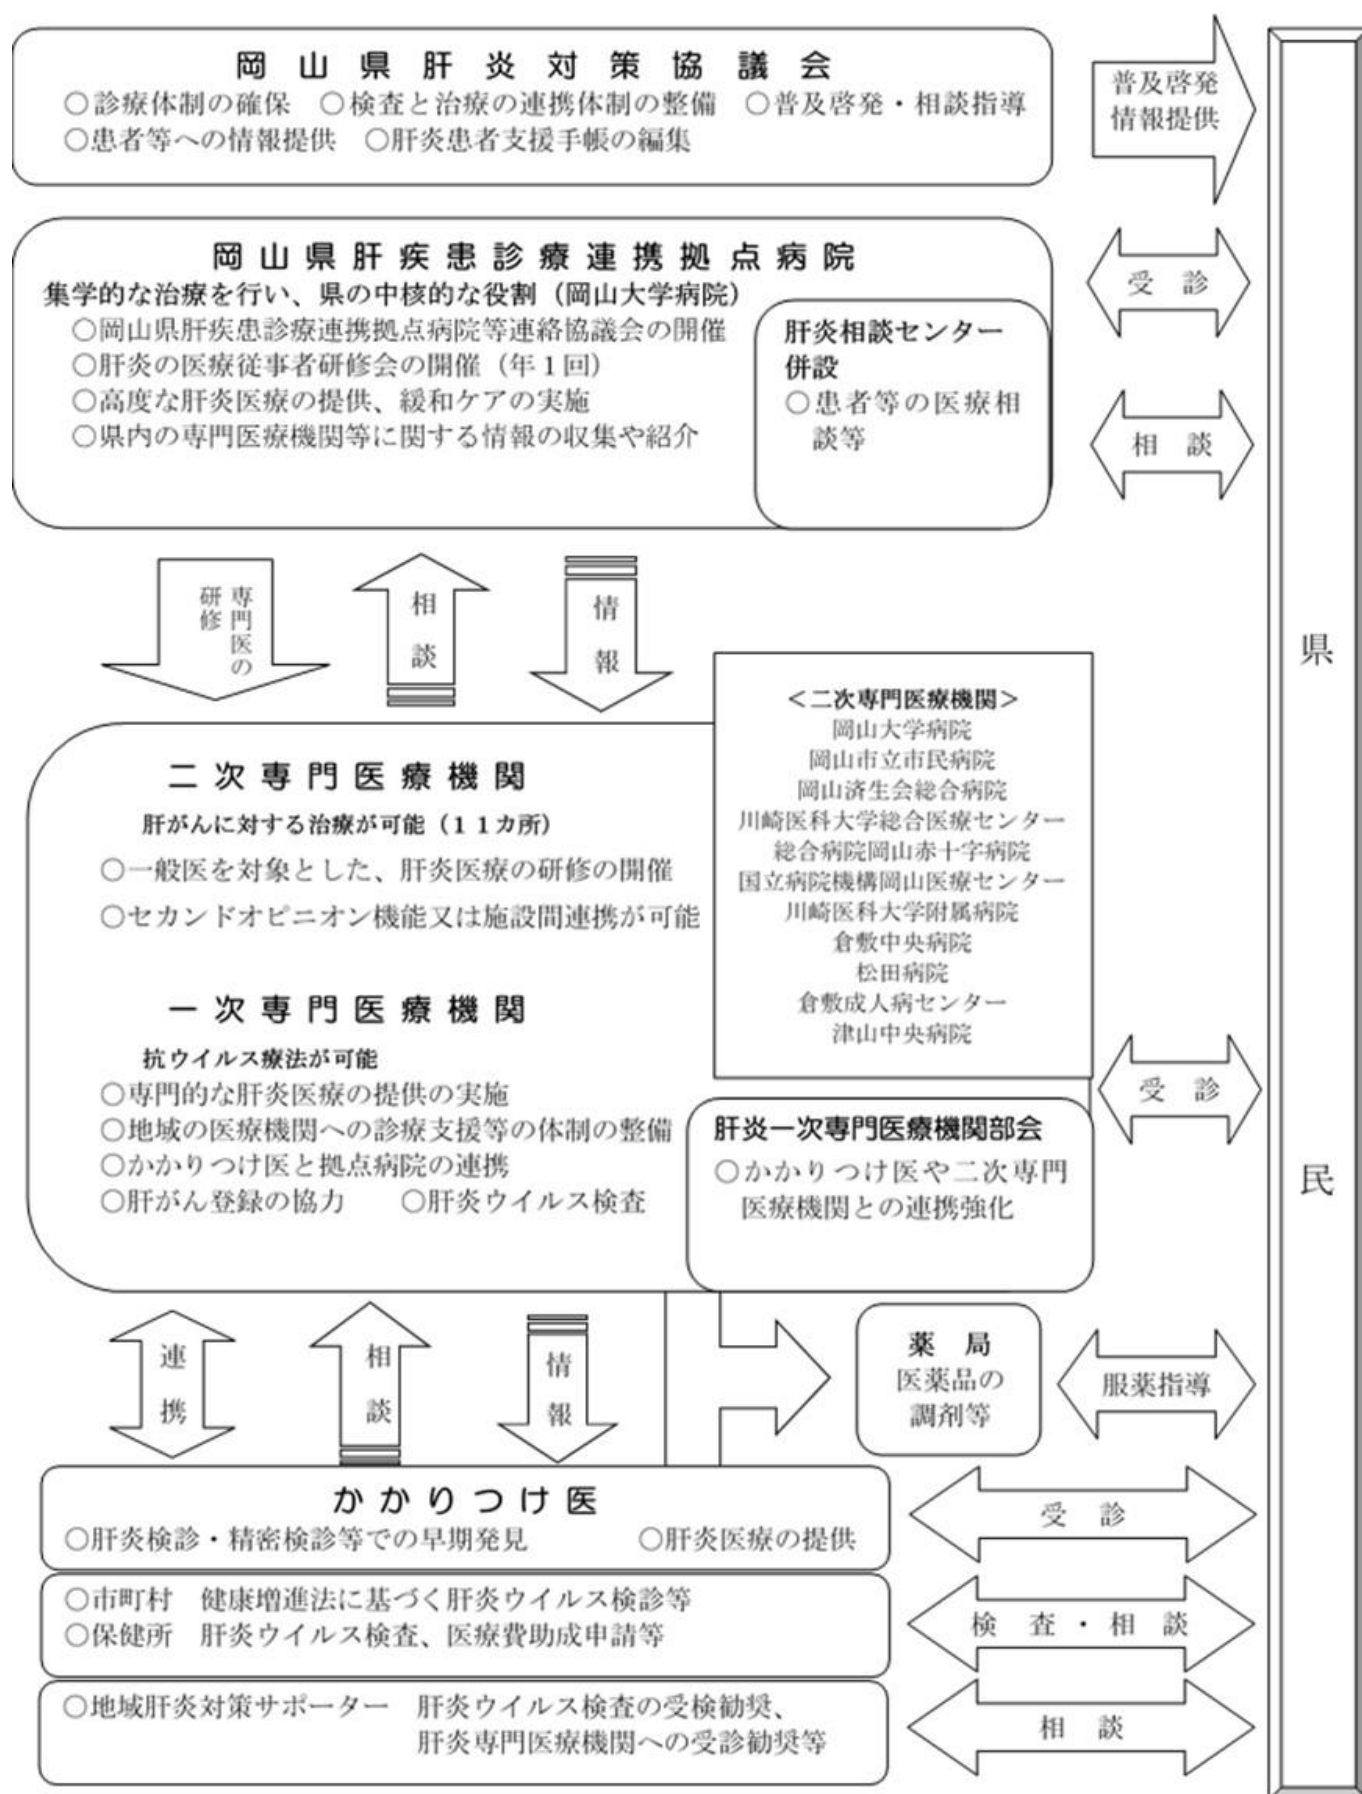 岡山県肝炎対策協議会
○診療体制の確保　○検査と治療の連携体制の整備　○普及啓発・相談指導
○患者等への情報提供　○肝炎患者支援手帳の編集
普及啓発
情報提供
岡山県肝疾患診療連携拠点病院
集学的な治療を行い、県の中核的な役割（岡山大学病院）
○岡山県肝疾患診療連携拠点病院等連絡協議会の開催
○肝炎の医療従事者研修会の開催（年１回）
○高度な肝炎医療の提供、緩和ケアの実施
○県内の専門医療機関等に関する情報の収集や紹介
肝炎相談センター
併設
○患者等の医療相
談等
受　診
相　談
専門医の
研修
相談
情報
二次専門医療機関
肝がんに対する治療が可能（１１カ所）
○一般医を対象とした、肝炎医療の研修の開催
○セカンドオピニオン機能又は施設間連携が可能
＜二次専門医療機関＞
岡山大学病院
岡山市立市民病院
岡山済生会総合病院
川崎医科大学総合医療センター
総合病院岡山赤十字病院
国立病院機構岡山医療センター
川崎医科大学附属病院
倉敷中央病院
松田病院
倉敷成人病センター
津山中央病院
一次専門医療機関
抗ウイルス療法が可能
○専門的な肝炎医療の提供の実施
○地域の医療機関への診療支援等の体制の整備
○かかりつけ医と拠点病院の連携
○肝がん登録の協力　　○肝炎ウイルス検査
肝炎一次専門医療機関部会
○かかりつけ医や二次専門
医療機関との連携強化
受　診
県民
連携
相談
情報
薬　局
医薬品の
調剤等
服薬指導
かかりつけ医
○肝炎検診・精密検診等での早期発見　　　　○肝炎医療の提供
受　診
○市町村　健康増進法に基づく肝炎ウイルス検診等
○保健所　肝炎ウイルス検査、医療費助成申請等
検　査・相　談
○地域肝炎対策サポーター　肝炎ウイルス検査の受検勧奨、
肝炎専門医療機関への受診勧奨等
相　談